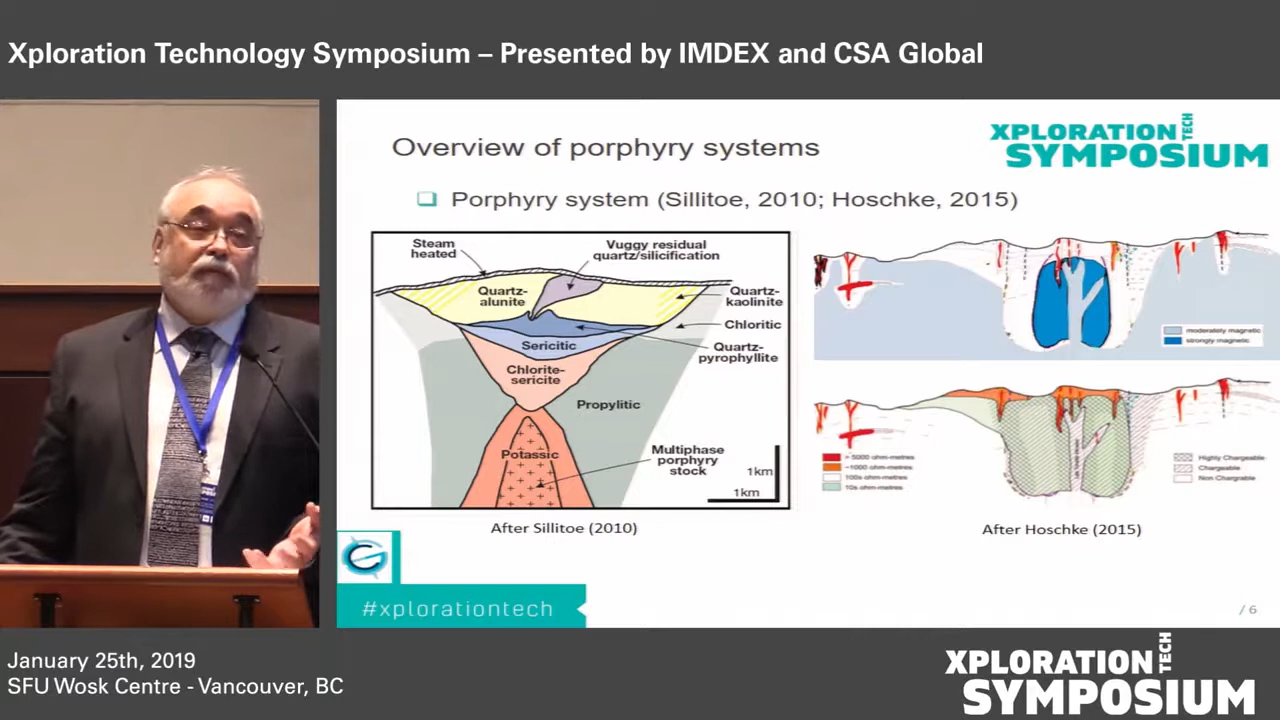 Xploration Technology Symposium – Presented by IMDEX and CSA Global
XPLORATION TECH
SYMPOSIUM
Overview of porphyry systems
Porphyry system (Sillitoe, 2010; Hoschke, 2015)
Steam
heated
Vuggy residual
quartz/silicification
Quartz-
alunite
Quartz-
kaolinite
Chloritic
Sericitic
Quartz-
pyrophyllite
Chlorite-
sericite
Propylitic
Potassic
Multiphase
porphyry
stock
1km
1km
After Sillitoe (2010)
moderately magnetic
strongly magnetic
> 5000 ohm-metres
~1000 ohm-metres
100s ohm-metres
10s ohm-metres
Highly Chargeable
Chargeable
Non Chargrable
After Hoschke (2015)
#xplorationtech
/ 6
January 25th, 2019
SFU Wosk Centre - Vancouver, BC
XPLORATION TECH
SYMPOSIUM